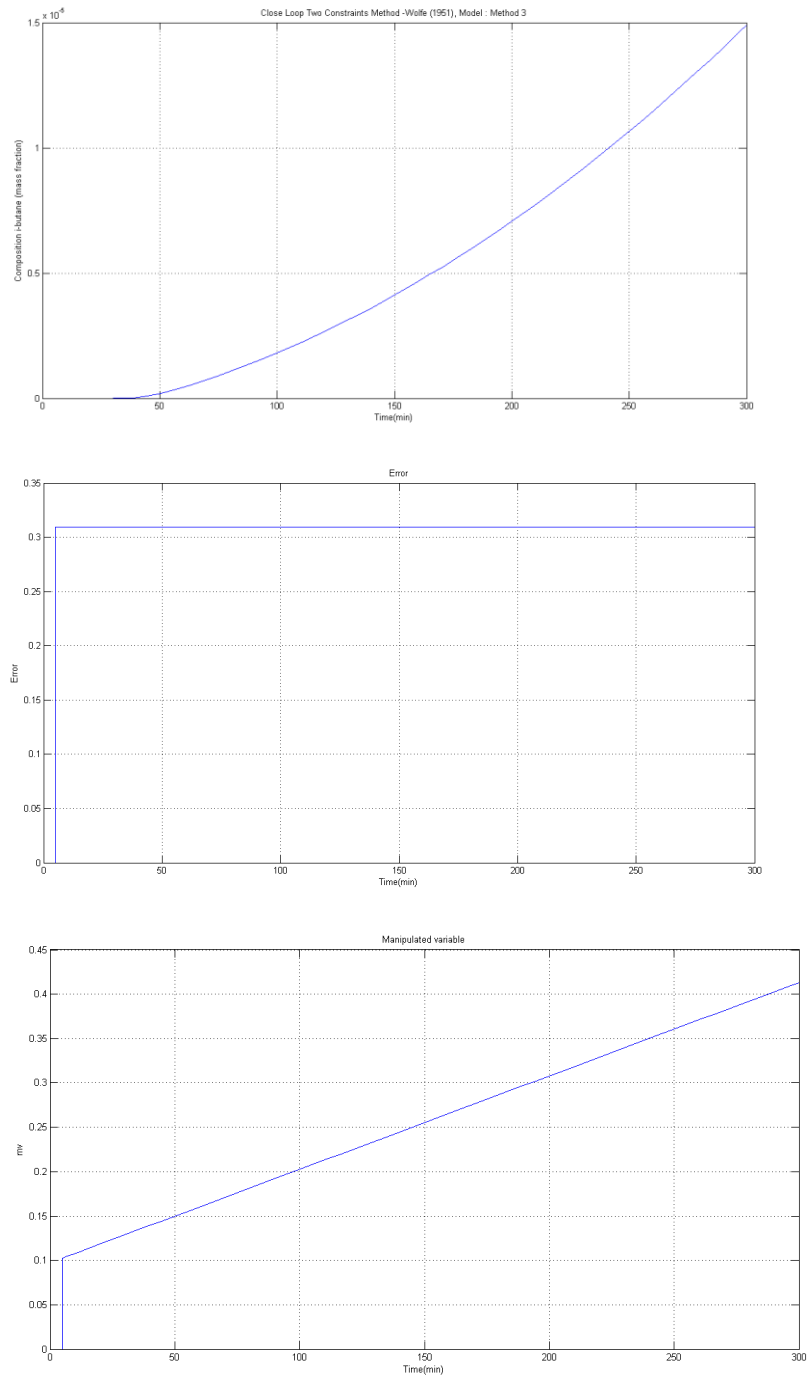 Close Loop Two Constraints Method -Wolfe (1951), Model : Method 3
x 10⁻⁵
1.5
1
0.5
0
Composition i-butane (mass fraction)
0 50 100 150 200 250 300
Time(min)
Error
0.35
0.3
0.25
0.2
0.15
0.1
0.05
0
Error
0 50 100 150 200 250 300
Time(min)
Manipulated variable
0.45
0.4
0.35
0.3
0.25
0.2
0.15
0.1
0.05
0
mv
0 50 100 150 200 250 300
Time(min)